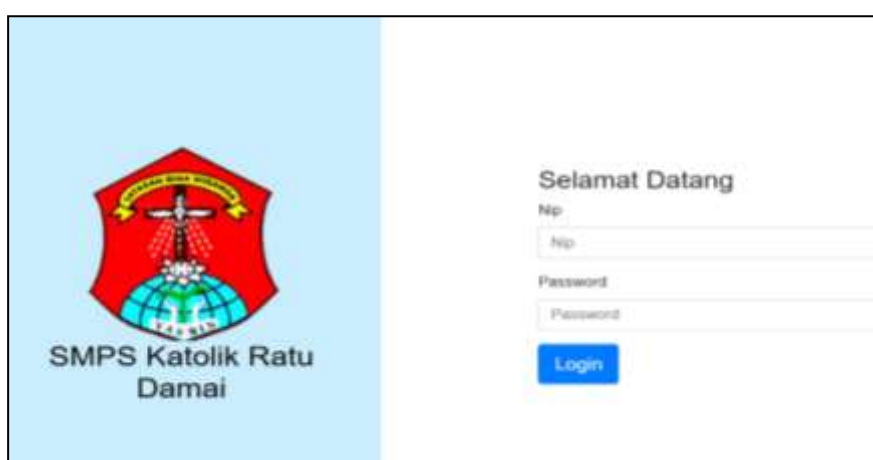 SMPS Katolik Ratu
Damai
Selamat Datang
Nip
Nip
Password
Password
Login